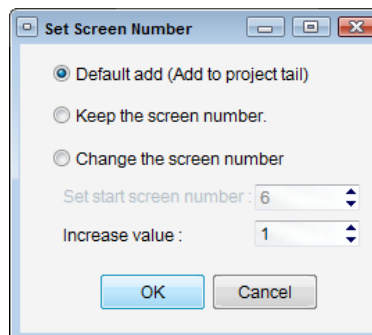 Set Screen Number
Default add (Add to project tail)
Keep the screen number.
Change the screen number
Set start screen number : 6
Increase value : 1
OK Cancel